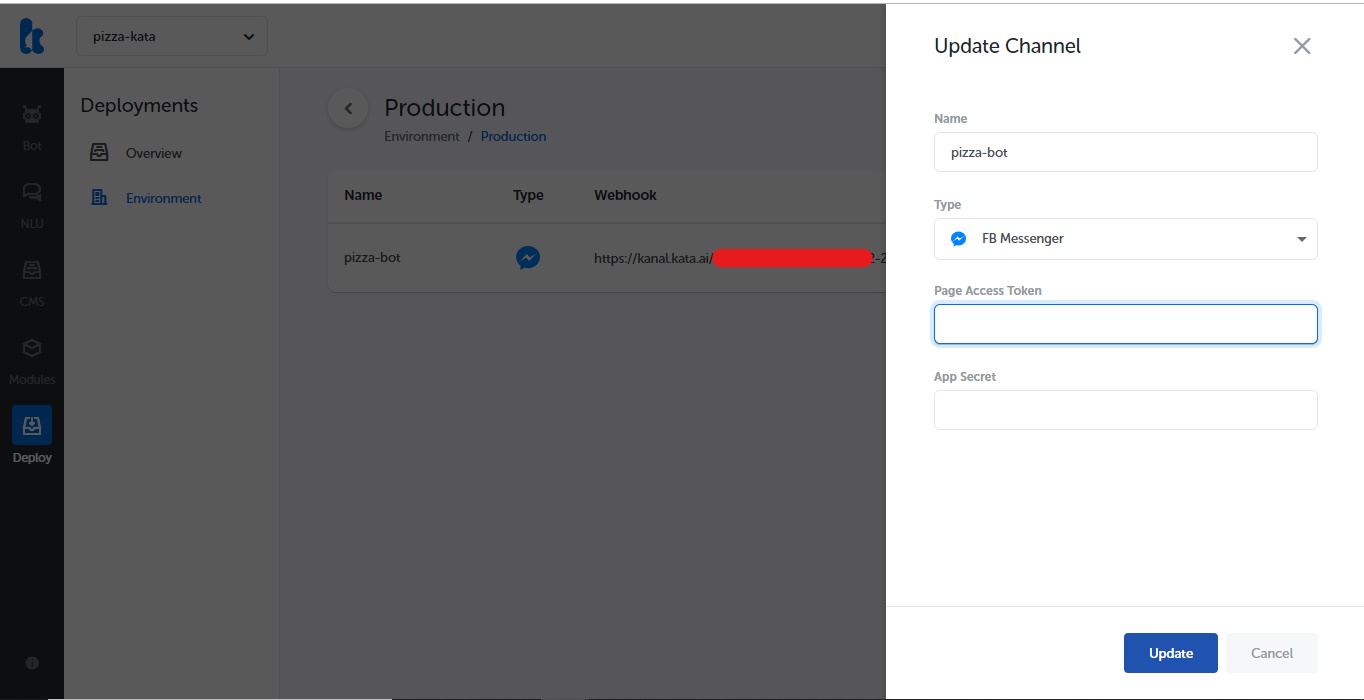 pizza-kata
Bot
NLU
CMS
Modules
Deploy
Deployments
Overview
Environment
Production
Environment / Production
Name Type Webhook
pizza-bot https://kanal.kata.ai/ 2-2
Update Channel
Name
pizza-bot
Type
FB Messenger
Page Access Token
App Secret
Update Cancel